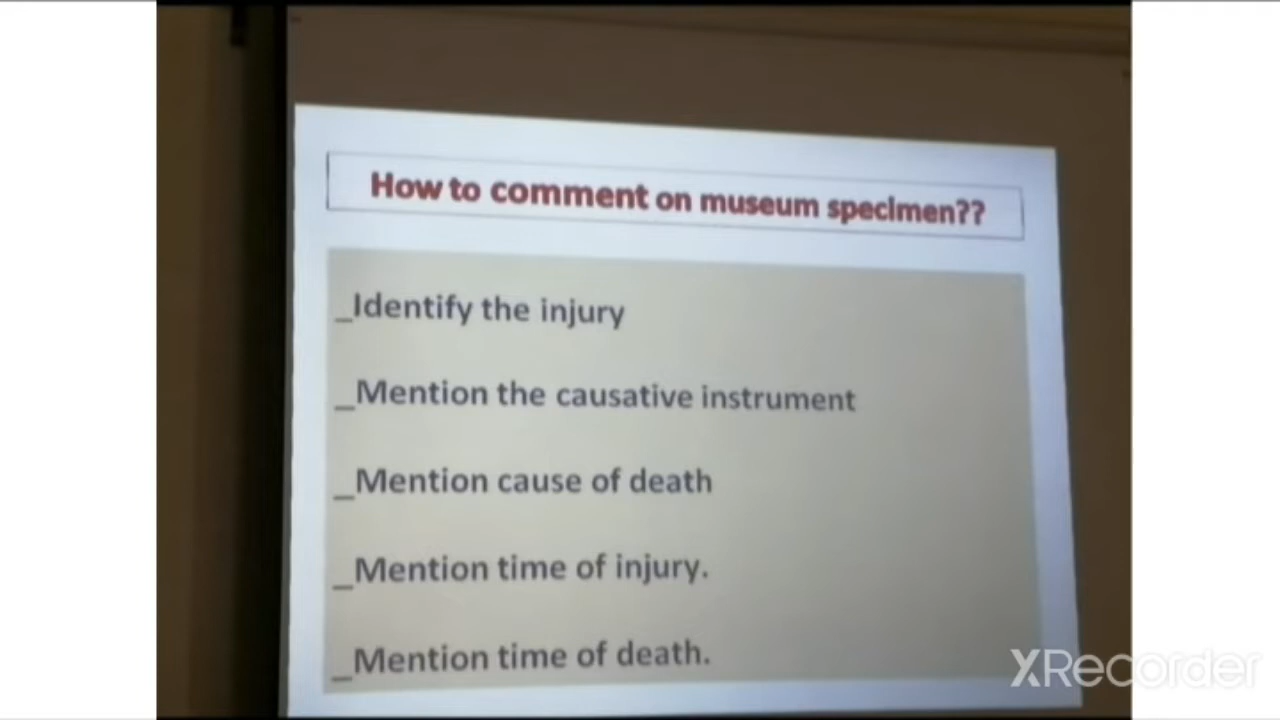 How to comment on museum specimen??
_Identify the injury
_Mention the causative instrument
_Mention cause of death
_Mention time of injury.
_Mention time of death.
XRecorder